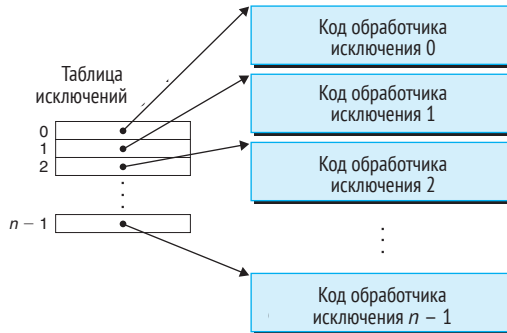 Таблица
исключений
0
1
2
n – 1
Код обработчика
исключения 0
Код обработчика
исключения 1
Код обработчика
исключения 2
Код обработчика
исключения n – 1